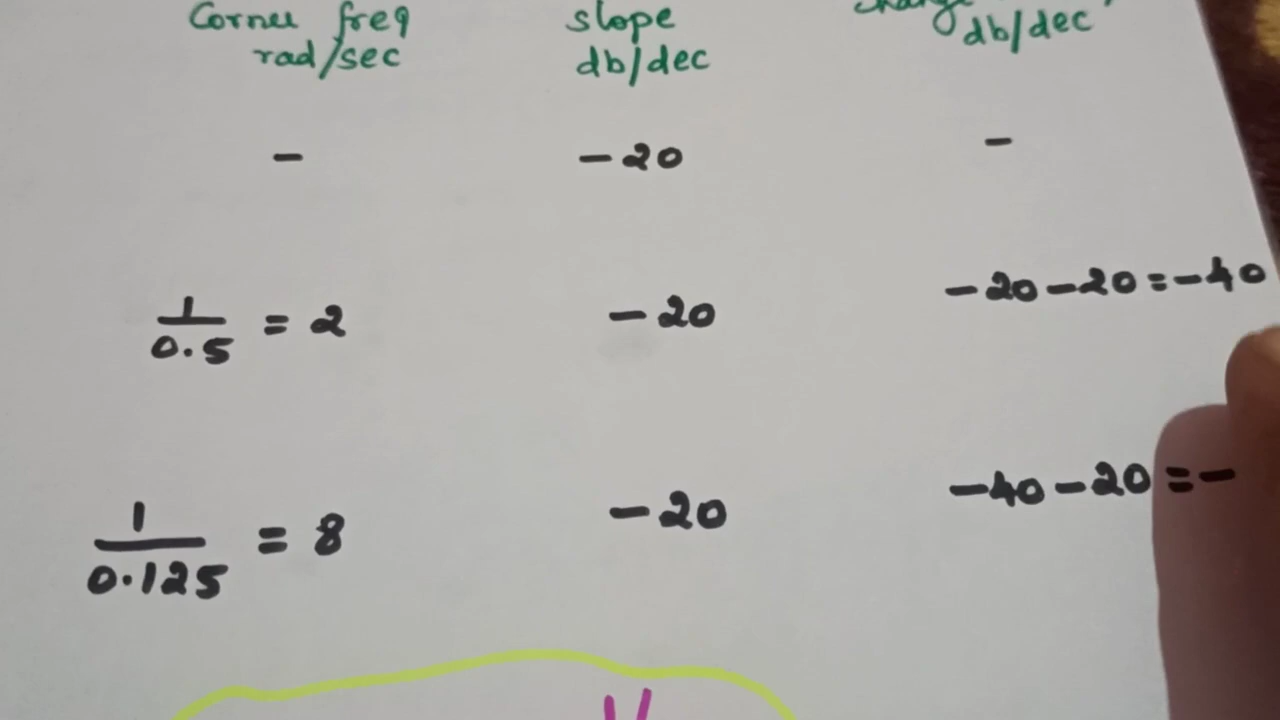 Corner freq slope
rad/sec db/dec db/dec
- -20 -
1/0.5 = 2 -20 -20-20=-40
1/0.125 = 8 -20 -40-20=-